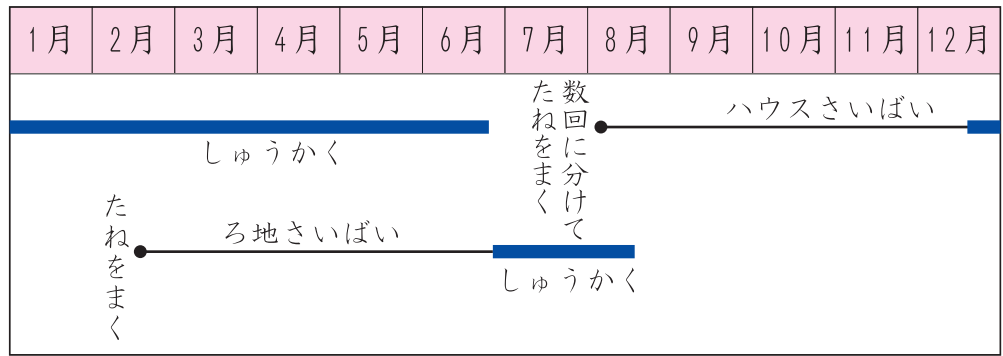 1月 2月 3月 4月 5月 6月 7月 8月 9月 10月 11月 12月
数回に分けて
たねをまく
ハウスさいばい
しゅうかく
たねをまく
ろ地さいばい
しゅうかく